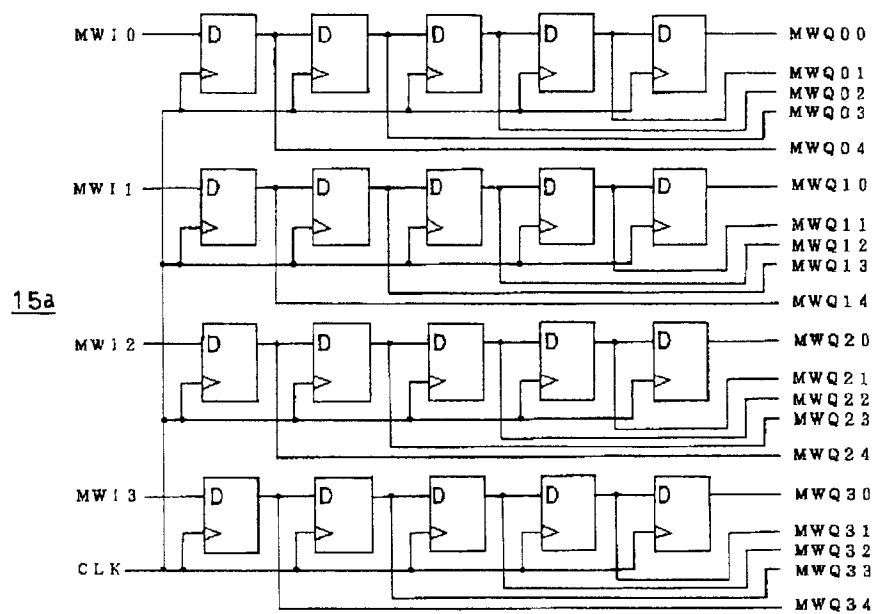 MWI0 D D D D D MWQ00
MWQ01
MWQ02
MWQ03
MWQ04
MWI1 D D D D D MWQ10
MWQ11
MWQ12
MWQ13
MWQ14
15a
MWI2 D D D D D MWQ20
MWQ21
MWQ22
MWQ23
MWQ24
MWI3 D D D D D MWQ30
MWQ31
MWQ32
CLK MWQ33
MWQ34